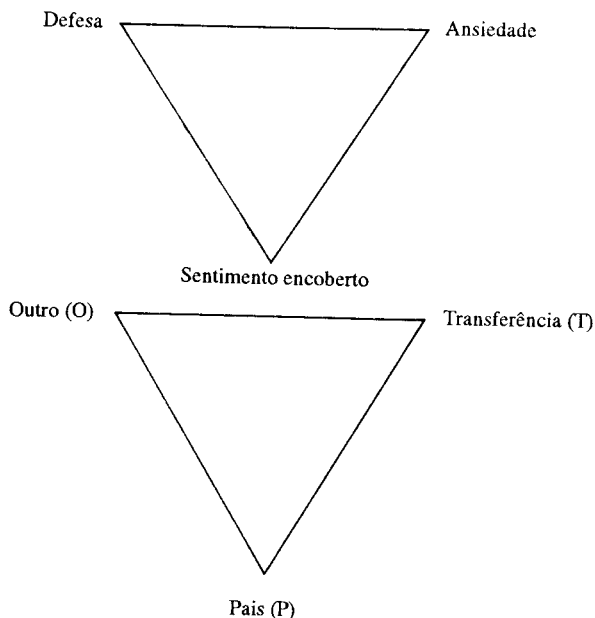 Defesa
Ansiedade
Sentimento encoberto
Outro (O)
Transferência (T)
Pais (P)